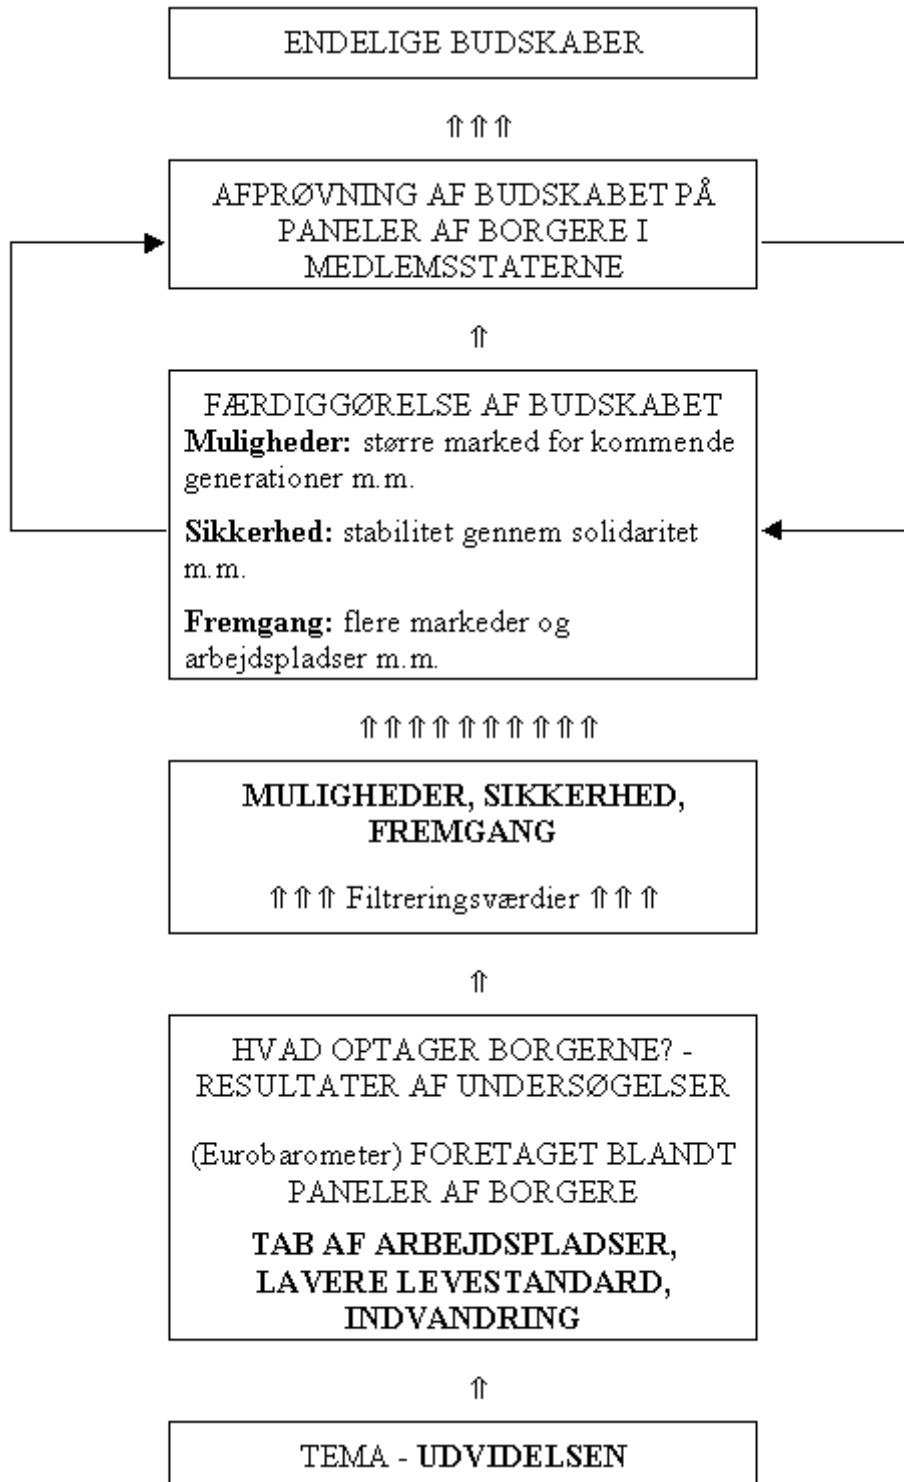 ENDELIGE BUDSKABER
⇑⇑⇑
AFPRØVNING AF BUDSKABET PÅ
PANELER AF BORGERE I
MEDLEMSSTATERNE
⇑
FÆRDIGGØRELSE AF BUDSKABET
Muligheder: større marked for kommende
generationer m.m.
Sikkerhed: stabilitet gennem solidaritet
m.m.
Fremgang: flere markeder og
arbejdspladser m.m.
⇑⇑⇑⇑⇑⇑⇑⇑⇑⇑
MULIGHEDER, SIKKERHED,
FREMGANG
⇑⇑⇑ Filtreringsværdier ⇑⇑⇑
⇑
HVAD OPTAGER BORGERNE? -
RESULTATER AF UNDERSØGELSER
(Eurobarometer) FORETAGET BLANDT
PANELER AF BORGERE
TAB AF ARBEJDSPLADSER,
LAVERE LEVESTANDARD,
INDVANDRING
⇑
TEMA - UDVIDELSEN